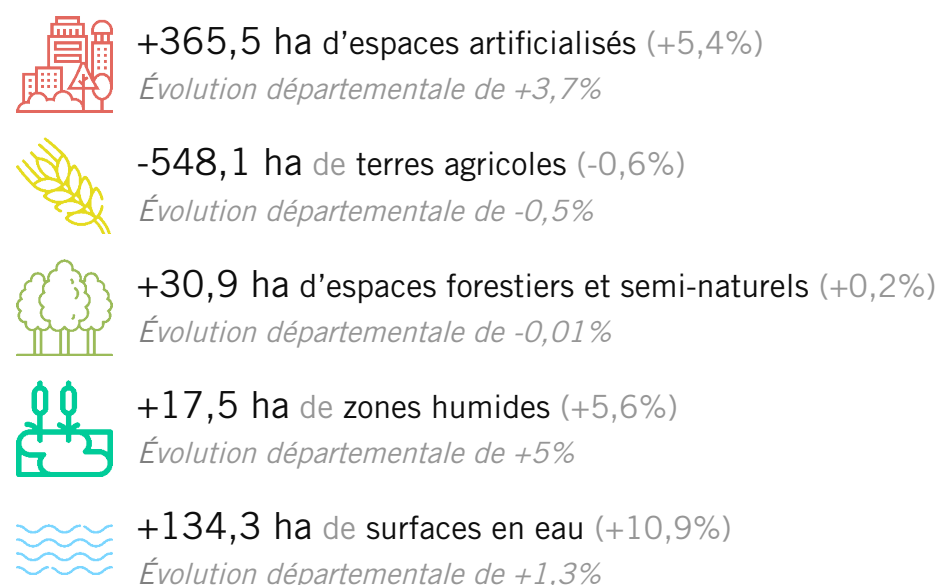 +365,5 ha d’espaces artificialisés (+5,4%)
Évolution départementale de +3,7%
-548,1 ha de terres agricoles (-0,6%)
Évolution départementale de -0,5%
+30,9 ha d’espaces forestiers et semi-naturels (+0,2%)
Évolution départementale de -0,01%
+17,5 ha de zones humides (+5,6%)
Évolution départementale de +5%
+134,3 ha de surfaces en eau (+10,9%)
Évolution départementale de +1,3%